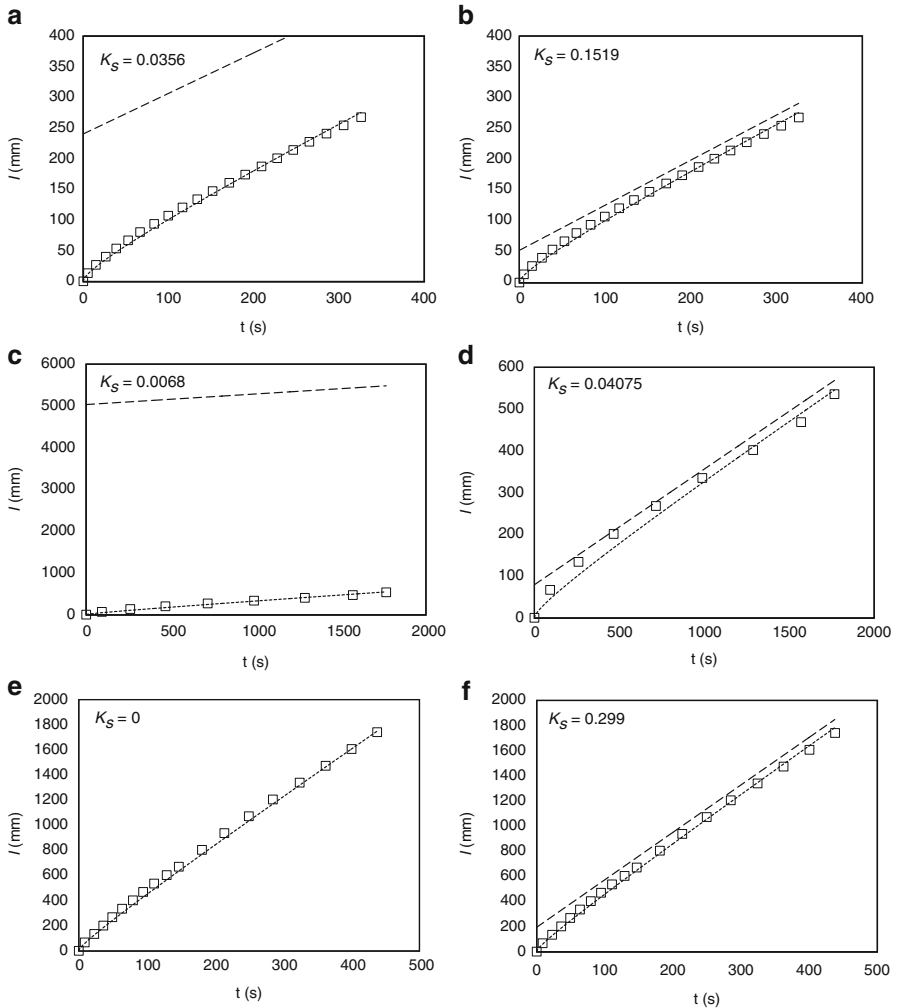 a
K_S = 0.0356
400
350
300
250
200
150
100
50
0
I (mm)
0 100 200 300 400
t (s)
b
K_S = 0.1519
400
350
300
250
200
150
100
50
0
I (mm)
0 100 200 300 400
t (s)
c
K_S = 0.0068
6000
5000
4000
3000
2000
1000
0
I (mm)
0 500 1000 1500 2000
t (s)
d
K_S = 0.04075
600
500
400
300
200
100
0
I (mm)
0 500 1000 1500 2000
t (s)
e
K_S = 0
2000
1800
1600
1400
1200
1000
800
600
400
200
0
I (mm)
0 100 200 300 400 500
t (s)
f
K_S = 0.299
2000
1800
1600
1400
1200
1000
800
600
400
200
0
I (mm)
0 100 200 300 400 500
t (s)